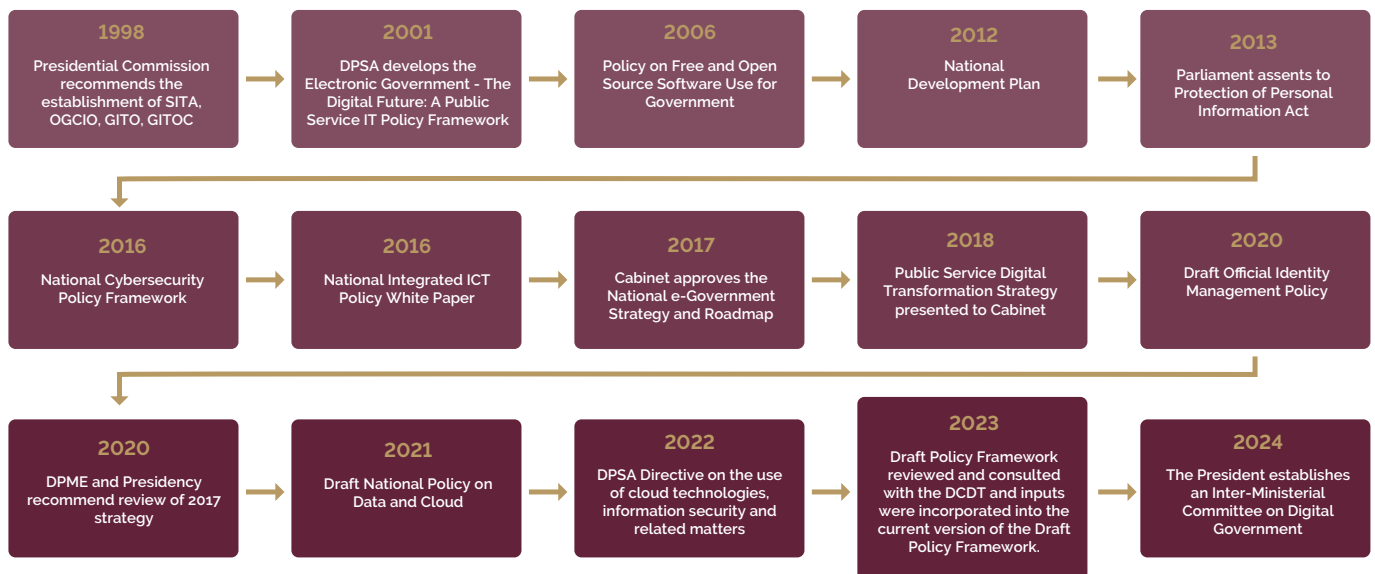 1998
Presidential Commission
recommends the
establishment of SITA,
OGCIO, GITO, GITOC
2001
DPSA develops the
Electronic Government - The
Digital Future: A Public
Service IT Policy Framework
2006
Policy on Free and Open
Source Software Use for
Government
2012
National
Development Plan
2013
Parliament assents to
Protection of Personal
Information Act
2016
National Cybersecurity
Policy Framework
2016
National Integrated ICT
Policy White Paper
2017
Cabinet approves the
National e-Government
Strategy and Roadmap
2018
Public Service Digital
Transformation Strategy
presented to Cabinet
2020
Draft Official Identity
Management Policy
2020
DPME and Presidency
recommend review of 2017
strategy
2021
Draft National Policy on
Data and Cloud
2022
DPSA Directive on the use
of cloud technologies,
information security and
related matters
2023
Draft Policy Framework
reviewed and consulted
with the DCDT and inputs
were incorporated into the
current version of the Draft
Policy Framework.
2024
The President establishes
an Inter-Ministerial
Committee on Digital
Government